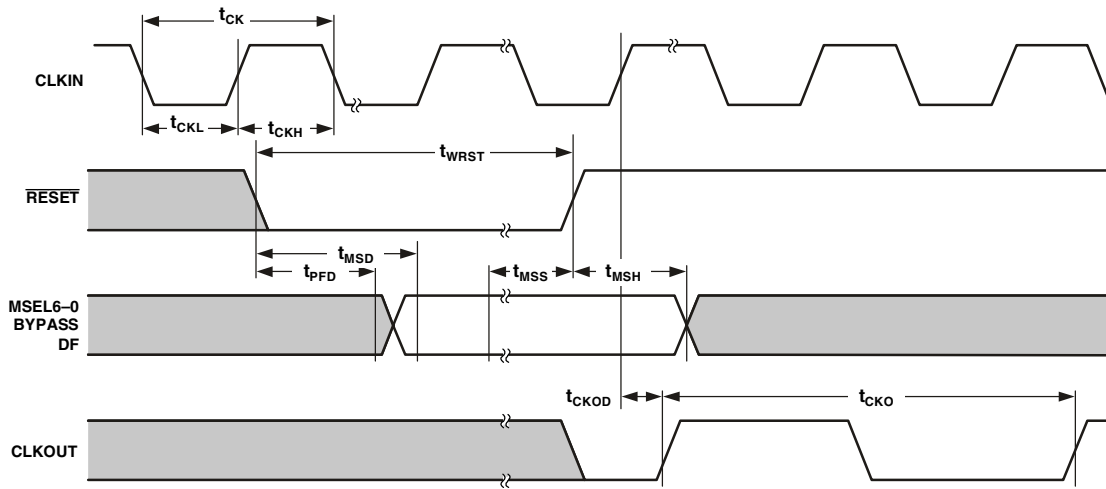 tCK
CLKIN
tCKL
tCKH
tWRST
RESET
tMSD
tPFD
tMSS
tMSH
MSEL6–0
BYPASS
DF
tCKOD
tCKO
CLKOUT